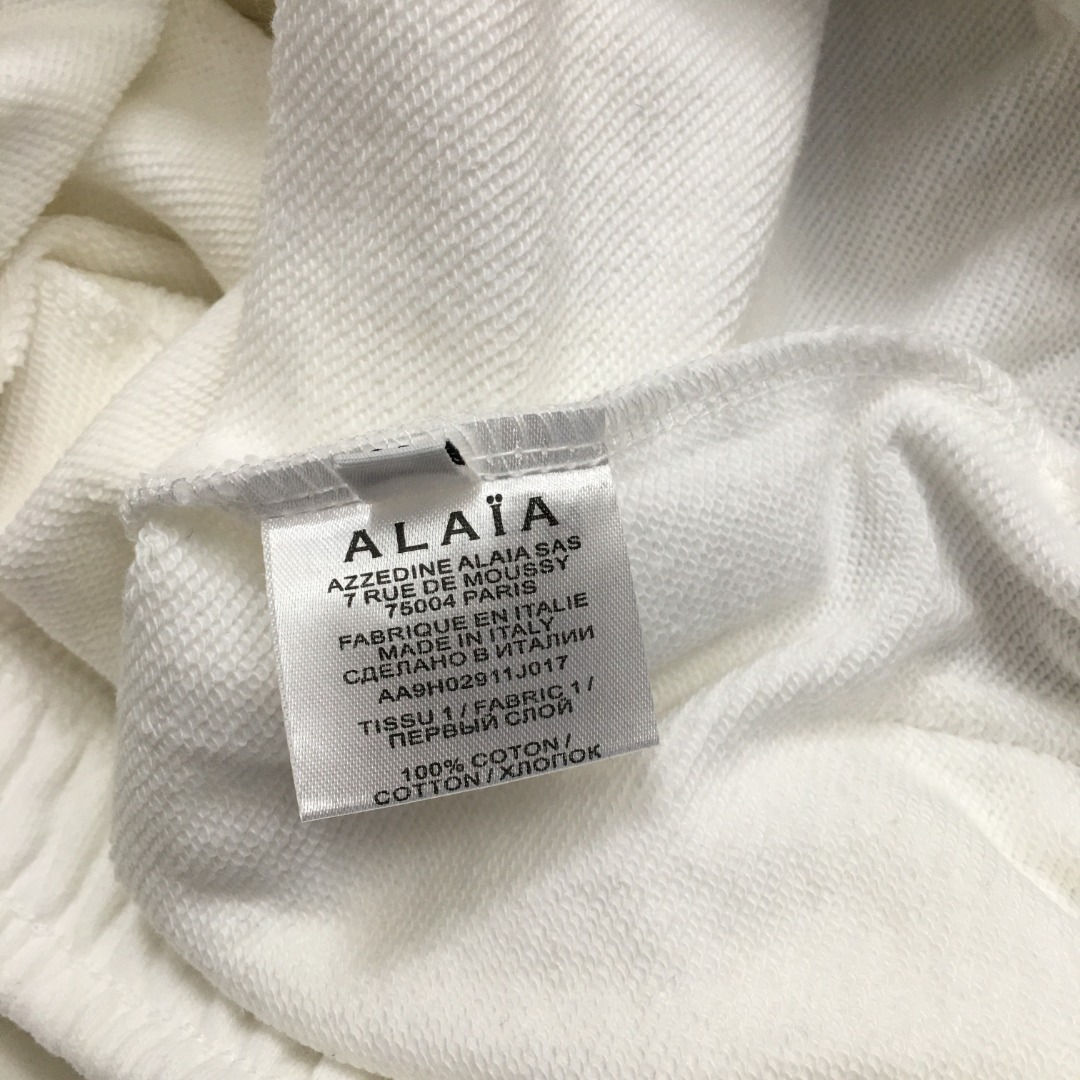 ALAÏA
AZZEDINE ALAIA SAS
7 RUE DE MOUSSY
75004 PARIS
FABRIQUE EN ITALIE
MADE IN ITALY
СДЕЛАНО В ИТАЛИИ
AA9H02911J017
TISSU 1 / FABRIC 1 /
ПЕРВЫЙ СЛОЙ
100% COTON /
COTTON / ХЛОПОК